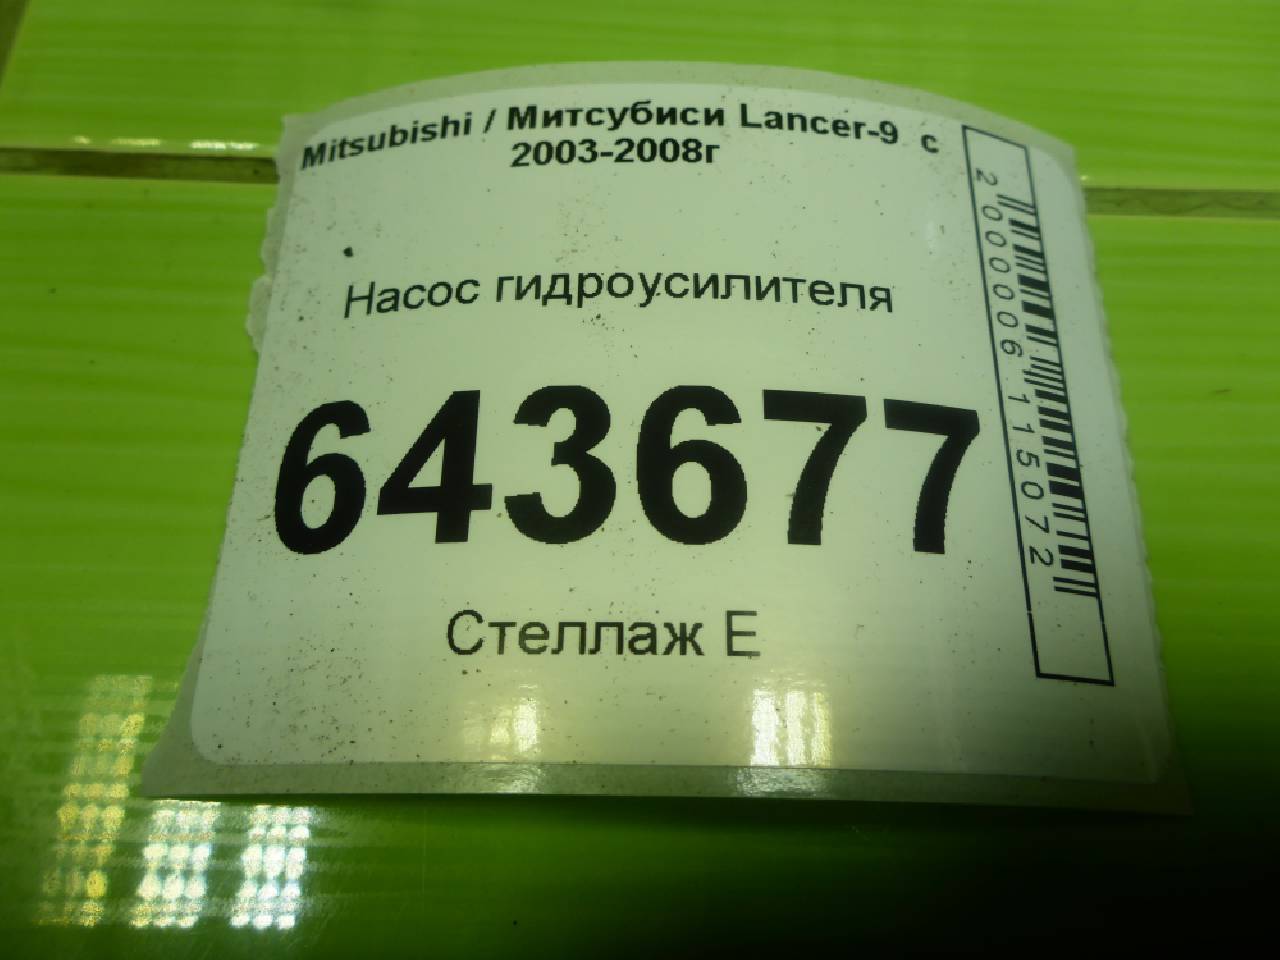 Mitsubishi / Митсубиси Lancer-9 с
2003-2008г
Насос гидроусилителя
643677
Стеллаж Е
2000006115072